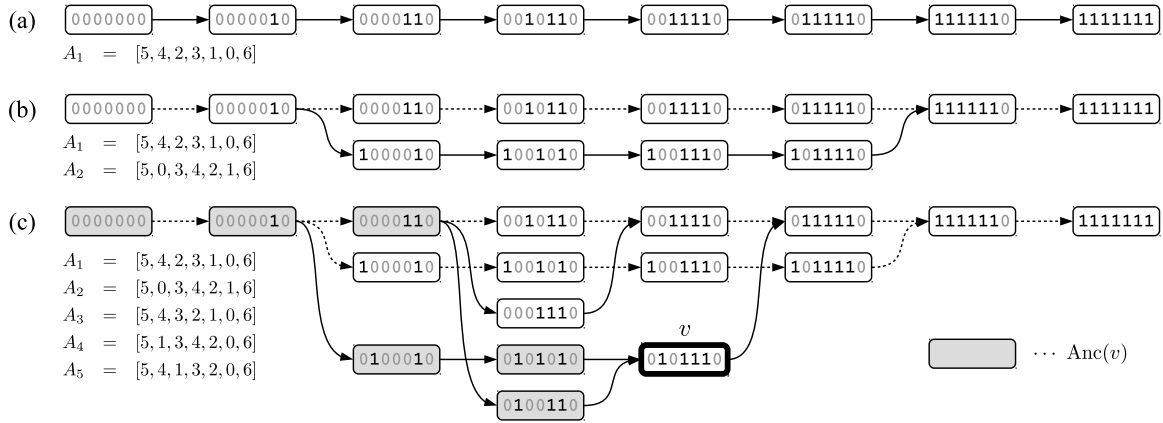 (a) 0000000 0000010 0000110 0010110 0011110 0111110 1111110 1111111
A₁ = [5, 4, 2, 3, 1, 0, 6]
(b) 0000000 0000010 0000110 0010110 0011110 0111110 1111110 1111111
A₁ = [5, 4, 2, 3, 1, 0, 6]
1000010 1001010 1001110 1011110
A₂ = [5, 0, 3, 4, 2, 1, 6]
(c) 0000000 0000010 0000110 0010110 0011110 0111110 1111110 1111111
A₁ = [5, 4, 2, 3, 1, 0, 6]
1000010 1001010 1001110 1011110
A₂ = [5, 0, 3, 4, 2, 1, 6]
A₃ = [5, 4, 3, 2, 1, 0, 6]
0001110
v
A₄ = [5, 1, 3, 4, 2, 0, 6]
0100010 0101010 0101110
⋯ Anc(v)
A₅ = [5, 4, 1, 3, 2, 0, 6]
0100110